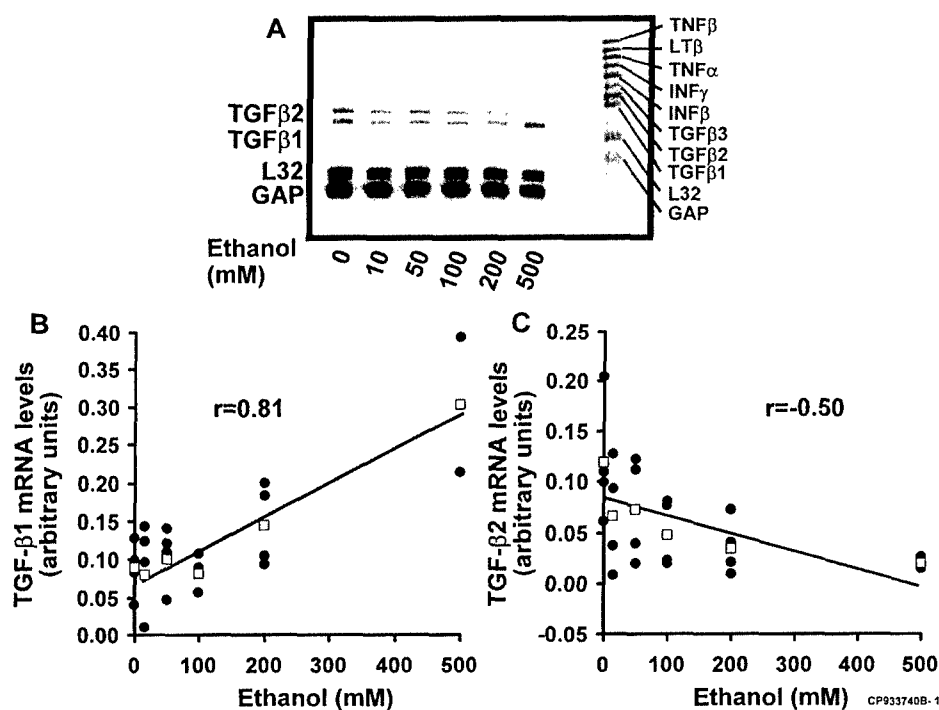 A
TNFβ
LTβ
TNFα
INFγ
INFβ
TGFβ3
TGFβ2
TGFβ1
L32
GAP
TGFβ2
TGFβ1
L32
GAP
Ethanol
(mM)
0 10 50 100 200 500
B
TGF-β1 mRNA levels
(arbitrary units)
0.40
0.35
0.30
0.25
0.20
0.15
0.10
0.05
0.00
r=0.81
0 100 200 300 400 500
Ethanol (mM)
C
TGF-β2 mRNA levels
(arbitrary units)
0.25
0.20
0.15
0.10
0.05
0.00
-0.05
r=-0.50
0 100 200 300 400 500
Ethanol (mM)
CP933740B-1